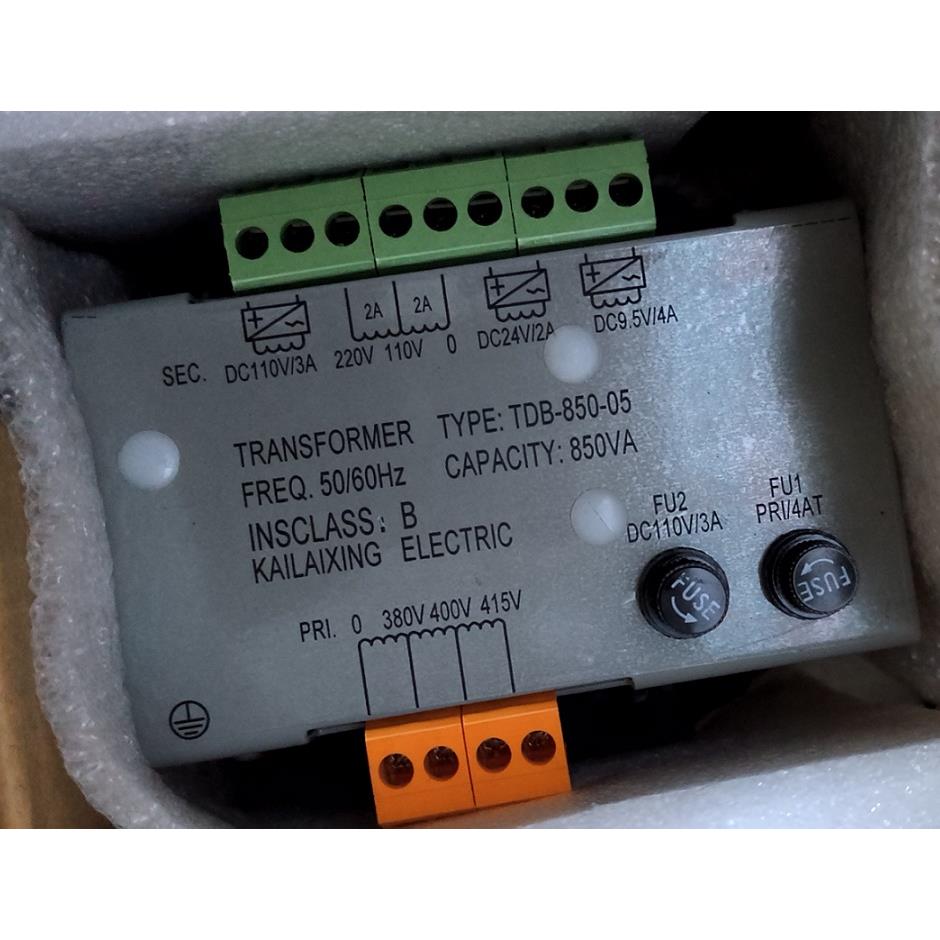 2A 2A
SEC. DC110V/3A 220V 110V 0 DC24V/2A DC9.5V/4A
TRANSFORMER TYPE: TDB-850-05
FREQ. 50/60Hz CAPACITY: 850VA
INSCLASS: B
KAILAIXING ELECTRIC
FU2
DC110V/3A
FU1
PRI/4AT
FUSE
FUSE
PRI. 0 380V 400V 415V